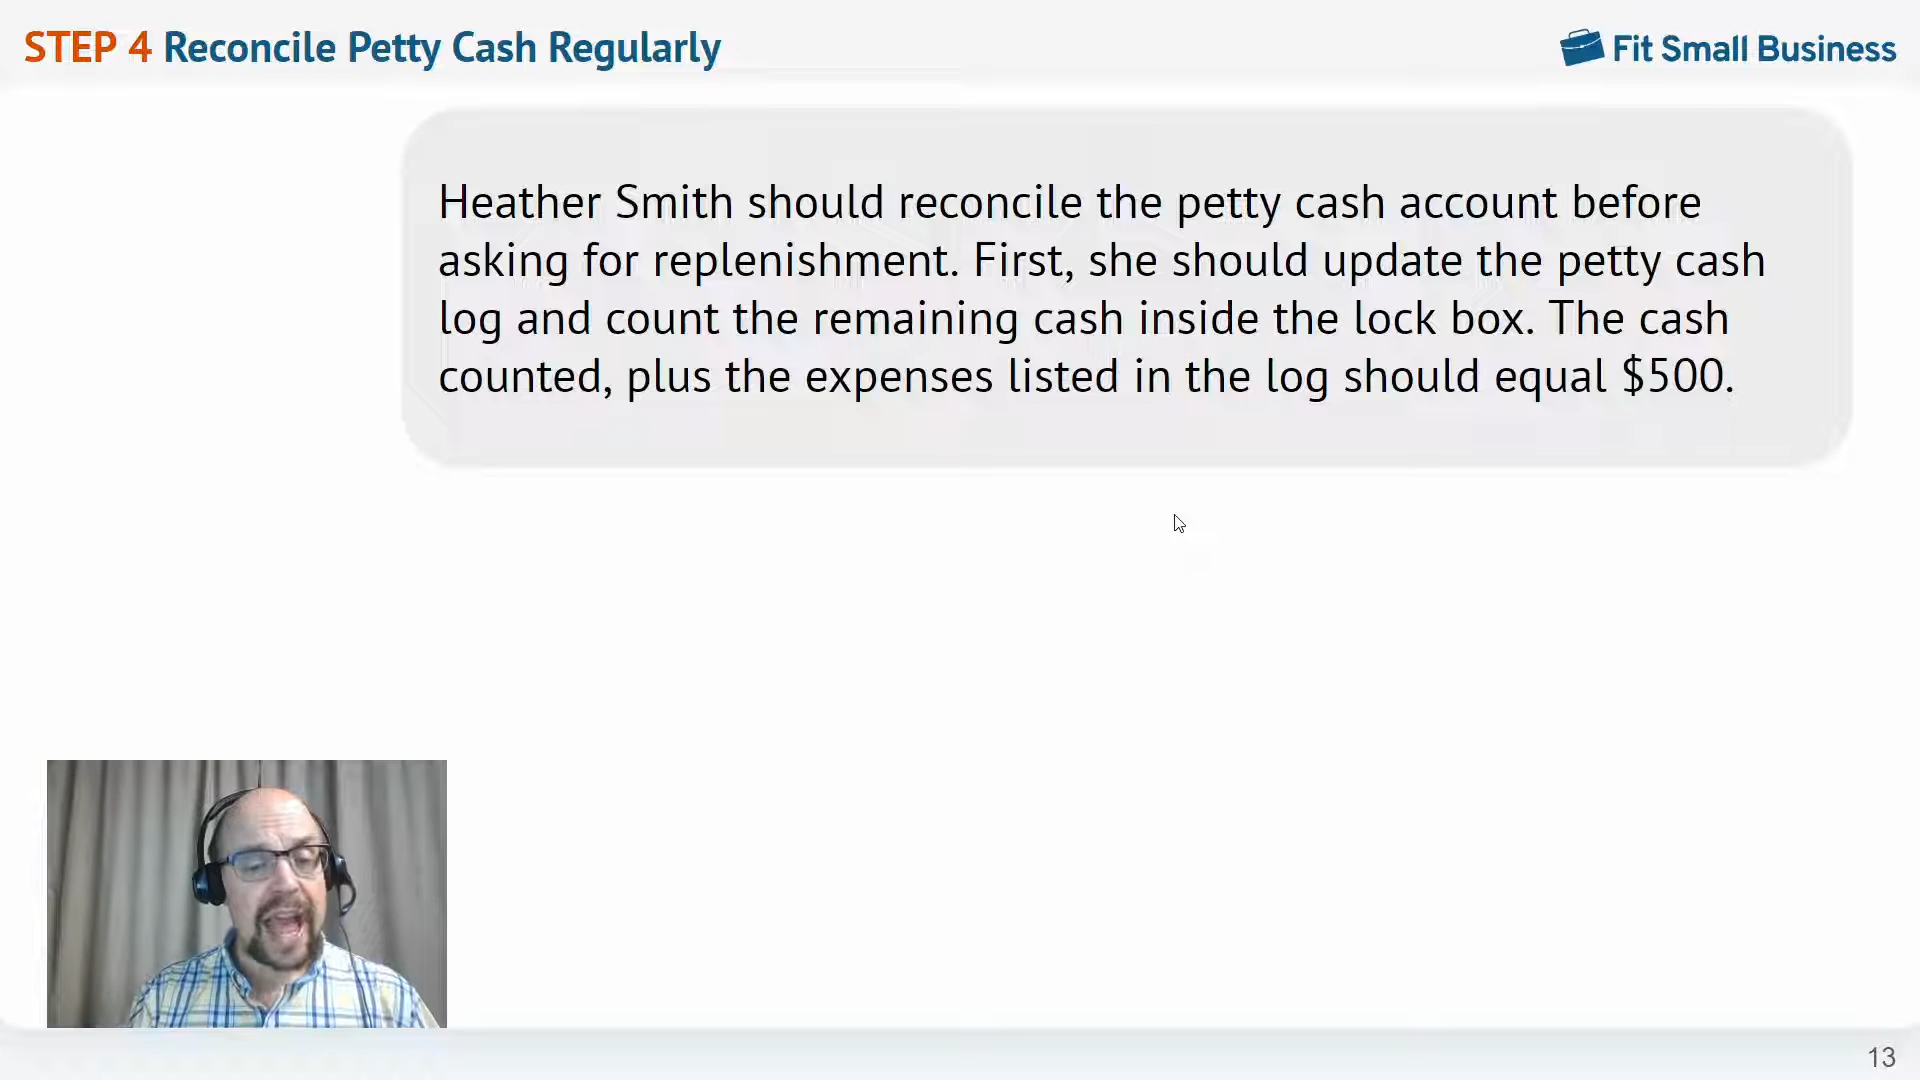 STEP 4 Reconcile Petty Cash Regularly
Fit Small Business
Heather Smith should reconcile the petty cash account before
asking for replenishment. First, she should update the petty cash
log and count the remaining cash inside the lock box. The cash
counted, plus the expenses listed in the log should equal $500.
13